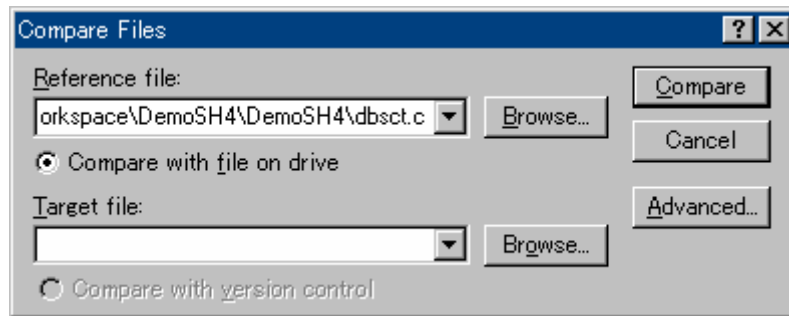 Compare Files
Reference file:
orkspace\DemoSH4\DemoSH4\dbsct.c
Browse...
Compare
Compare with file on drive
Cancel
Target file:
Advanced...
Browse...
Compare with version control